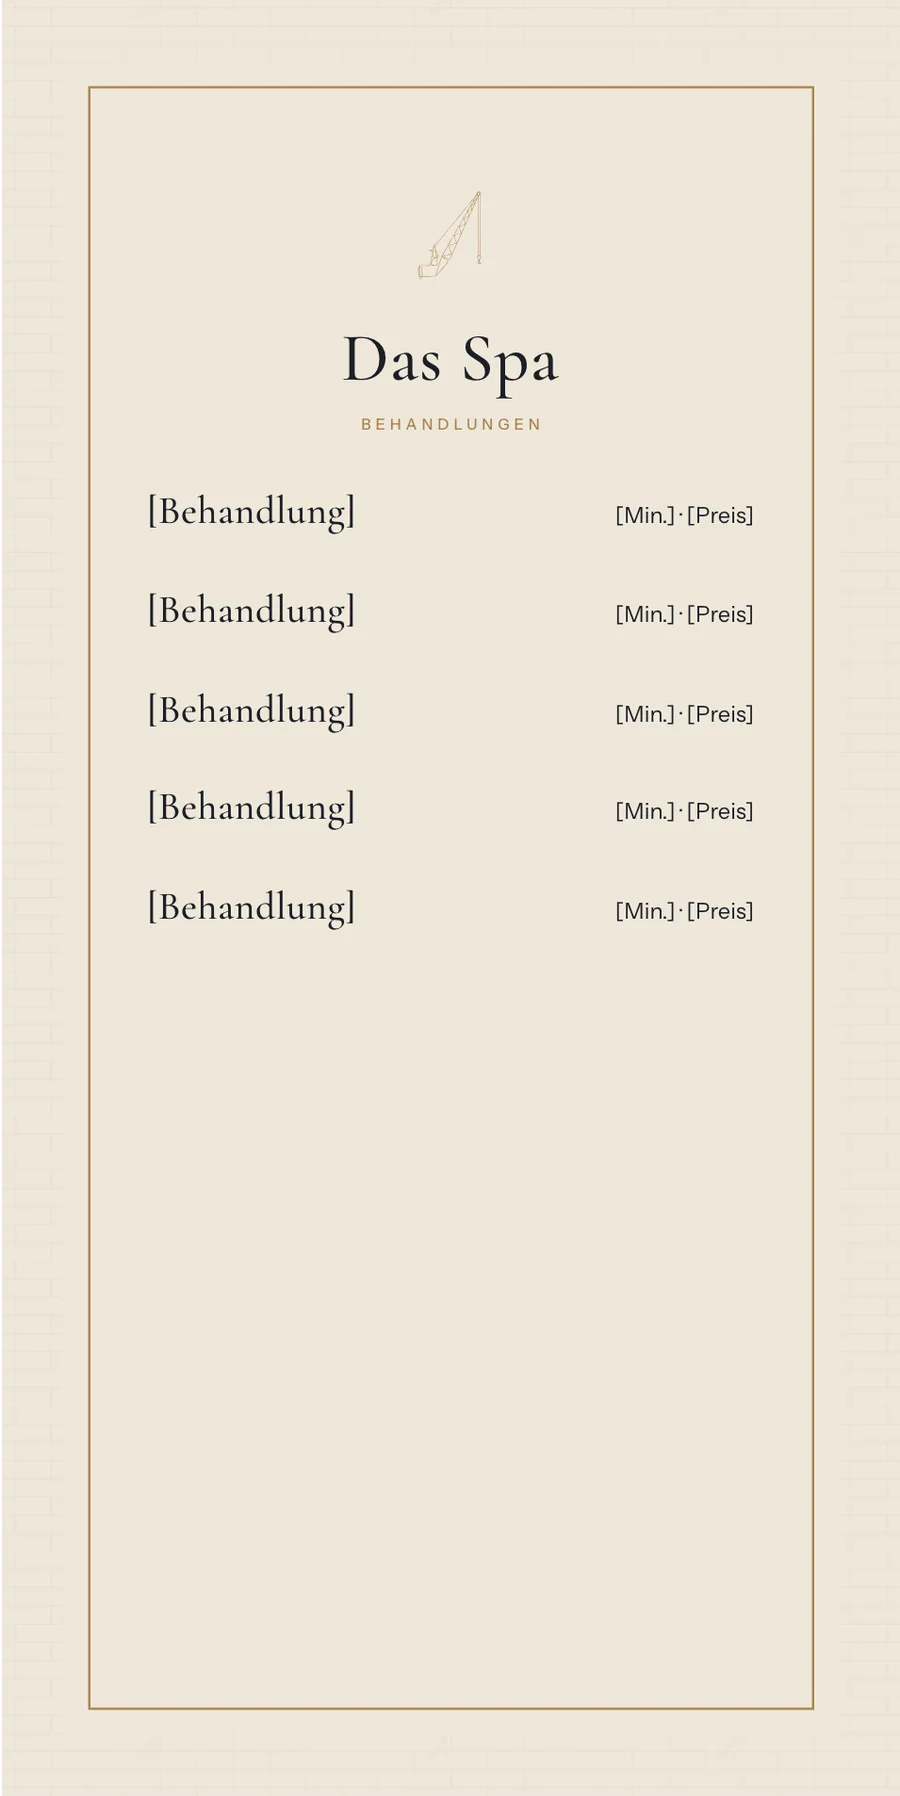 Das Spa
BEHANDLUNGEN
[Behandlung] [Min.] · [Preis]
[Behandlung] [Min.] · [Preis]
[Behandlung] [Min.] · [Preis]
[Behandlung] [Min.] · [Preis]
[Behandlung] [Min.] · [Preis]